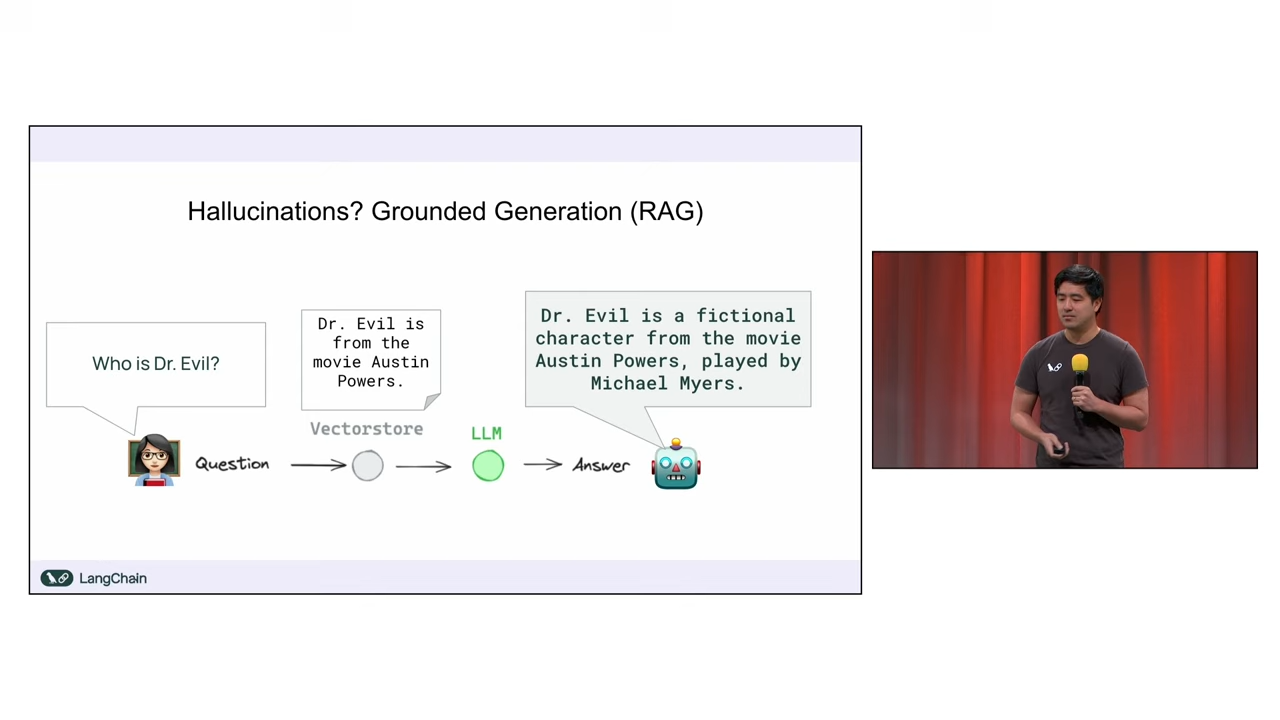 Hallucinations? Grounded Generation (RAG)
Who is Dr. Evil?
Dr. Evil is
from the
movie Austin
Powers.
Dr. Evil is a fictional
character from the movie
Austin Powers, played by
Michael Myers.
Vectorstore
LLM
Question
Answer
LangChain